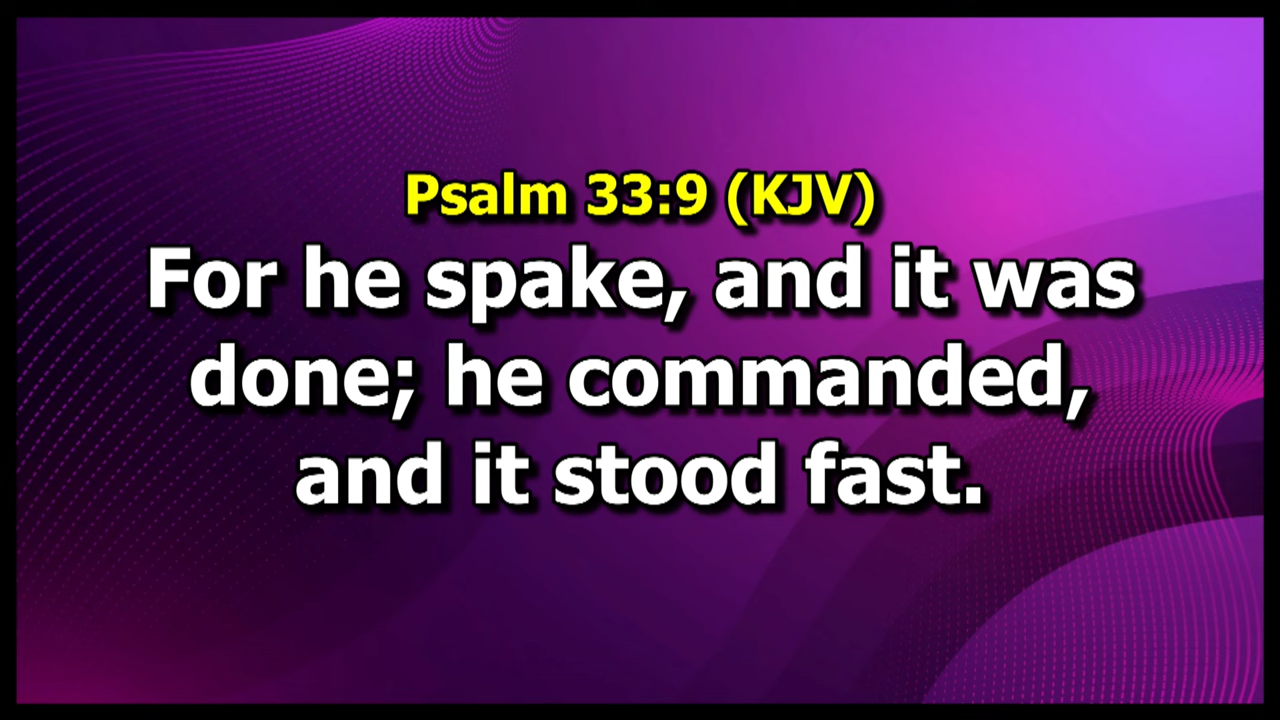 Psalm 33:9 (KJV)
For he spake, and it was
done; he commanded,
and it stood fast.